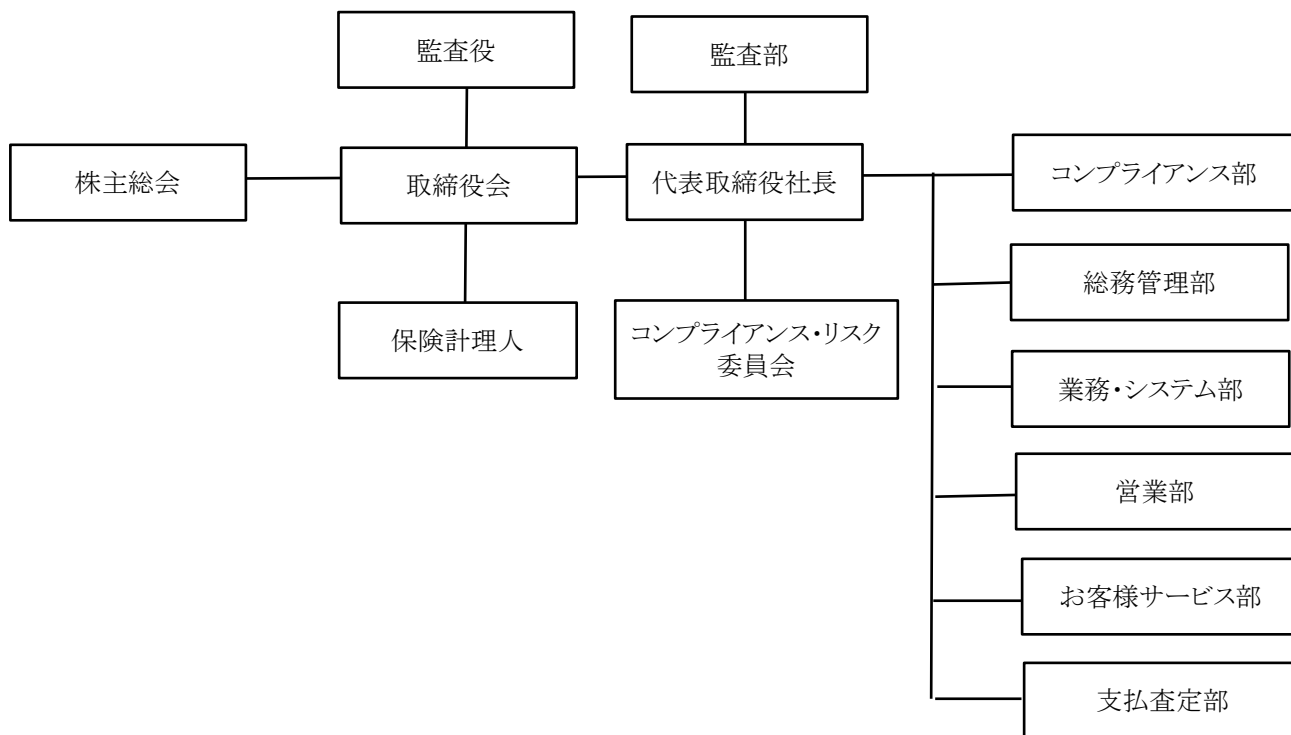 監査役
監査部
株主総会
取締役会
代表取締役社長
コンプライアンス部
総務管理部
保険計理人
コンプライアンス・リスク
委員会
業務・システム部
営業部
お客様サービス部
支払査定部